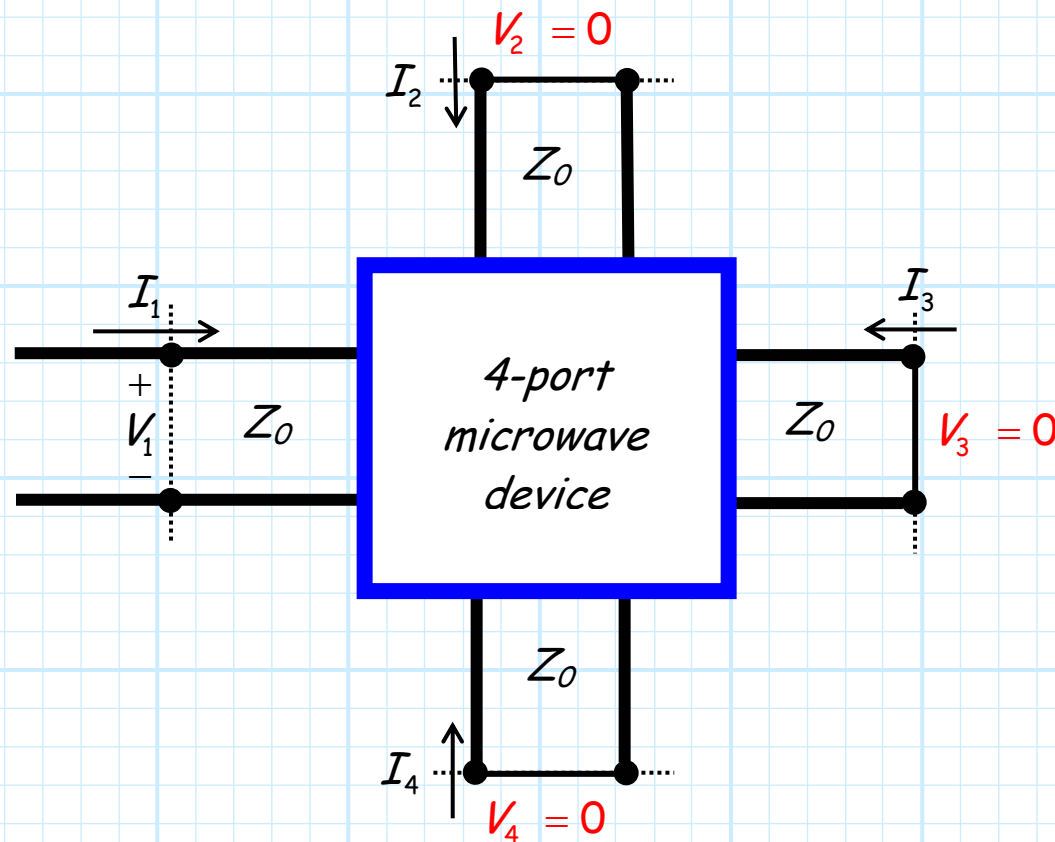 V₂ = 0
I₂
Z₀
I₁
I₃
+
V₁
−
Z₀
4-port
microwave
device
Z₀
V₃ = 0
Z₀
I₄
V₄ = 0